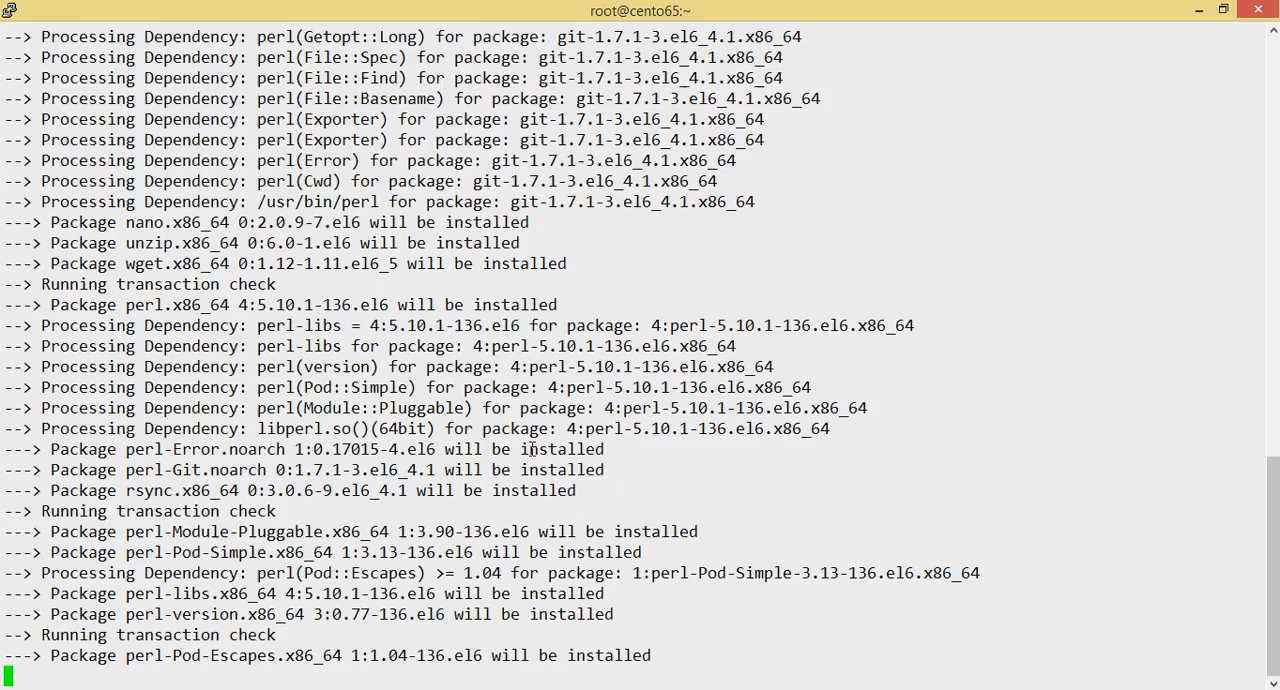 root@cento65:~
--> Processing Dependency: perl(Getopt::Long) for package: git-1.7.1-3.el6_4.1.x86_64
--> Processing Dependency: perl(File::Spec) for package: git-1.7.1-3.el6_4.1.x86_64
--> Processing Dependency: perl(File::Find) for package: git-1.7.1-3.el6_4.1.x86_64
--> Processing Dependency: perl(File::Basename) for package: git-1.7.1-3.el6_4.1.x86_64
--> Processing Dependency: perl(Exporter) for package: git-1.7.1-3.el6_4.1.x86_64
--> Processing Dependency: perl(Exporter) for package: git-1.7.1-3.el6_4.1.x86_64
--> Processing Dependency: perl(Error) for package: git-1.7.1-3.el6_4.1.x86_64
--> Processing Dependency: perl(Cwd) for package: git-1.7.1-3.el6_4.1.x86_64
--> Processing Dependency: /usr/bin/perl for package: git-1.7.1-3.el6_4.1.x86_64
---> Package nano.x86_64 0:2.0.9-7.el6 will be installed
---> Package unzip.x86_64 0:6.0-1.el6 will be installed
---> Package wget.x86_64 0:1.12-1.11.el6_5 will be installed
--> Running transaction check
---> Package perl.x86_64 4:5.10.1-136.el6 will be installed
--> Processing Dependency: perl-libs = 4:5.10.1-136.el6 for package: 4:perl-5.10.1-136.el6.x86_64
--> Processing Dependency: perl-libs for package: 4:perl-5.10.1-136.el6.x86_64
--> Processing Dependency: perl(version) for package: 4:perl-5.10.1-136.el6.x86_64
--> Processing Dependency: perl(Pod::Simple) for package: 4:perl-5.10.1-136.el6.x86_64
--> Processing Dependency: perl(Module::Pluggable) for package: 4:perl-5.10.1-136.el6.x86_64
--> Processing Dependency: libperl.so()(64bit) for package: 4:perl-5.10.1-136.el6.x86_64
---> Package perl-Error.noarch 1:0.17015-4.el6 will be installed
---> Package perl-Git.noarch 0:1.7.1-3.el6_4.1 will be installed
---> Package rsync.x86_64 0:3.0.6-9.el6_4.1 will be installed
--> Running transaction check
---> Package perl-Module-Pluggable.x86_64 1:3.90-136.el6 will be installed
---> Package perl-Pod-Simple.x86_64 1:3.13-136.el6 will be installed
--> Processing Dependency: perl(Pod::Escapes) >= 1.04 for package: 1:perl-Pod-Simple-3.13-136.el6.x86_64
---> Package perl-libs.x86_64 4:5.10.1-136.el6 will be installed
---> Package perl-version.x86_64 3:0.77-136.el6 will be installed
--> Running transaction check
---> Package perl-Pod-Escapes.x86_64 1:1.04-136.el6 will be installed